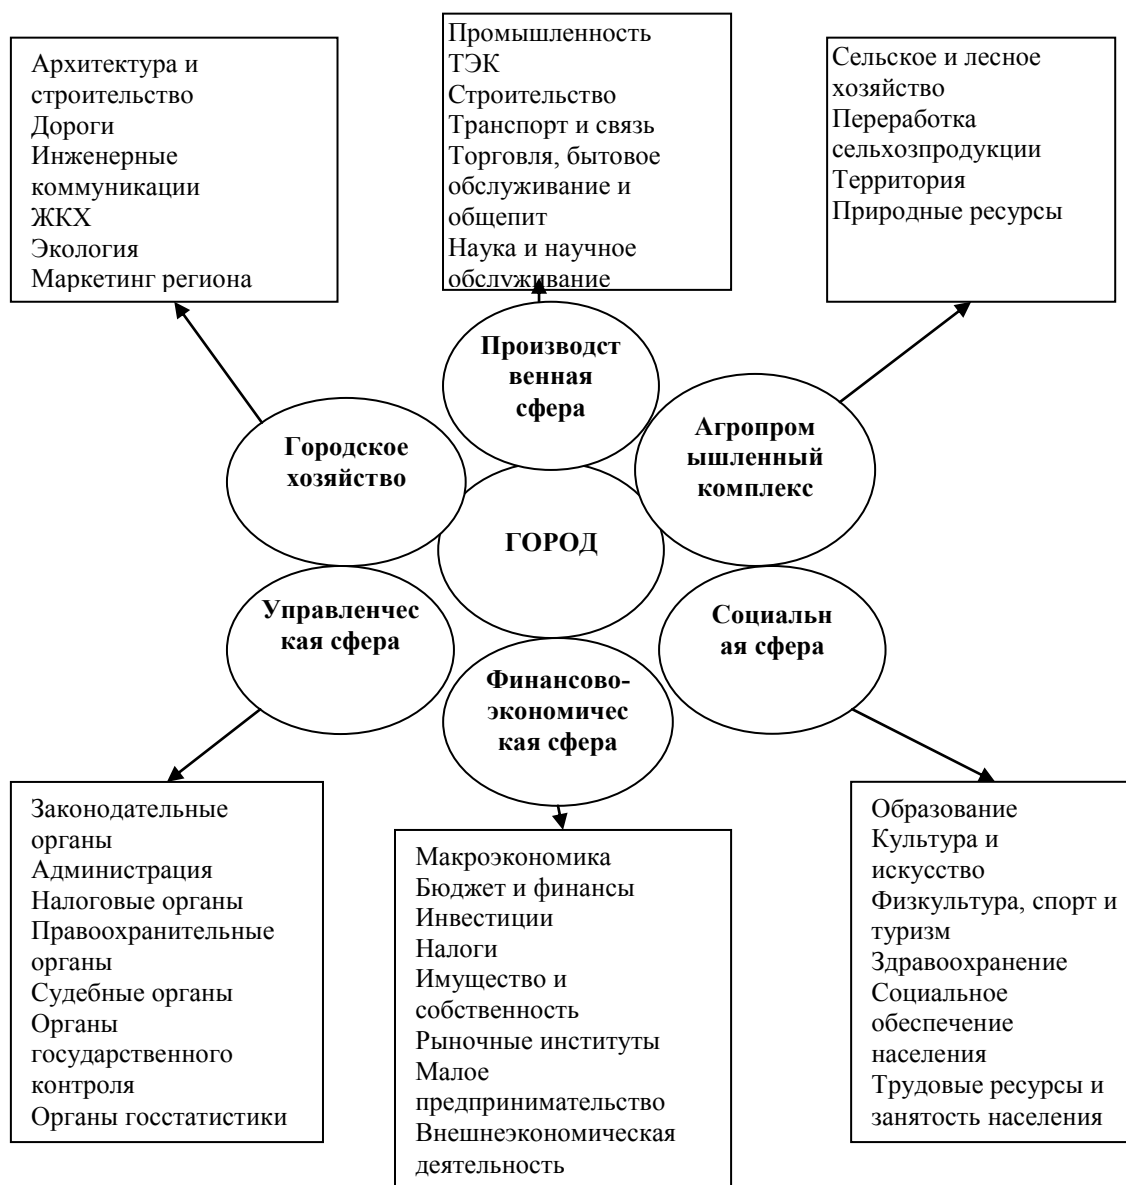 Архитектура и
строительство
Дороги
Инженерные
коммуникации
ЖКХ
Экология
Маркетинг региона
Промышленность
ТЭК
Строительство
Транспорт и связь
Торговля, бытовое
обслуживание и
общепит
Наука и научное
обслуживание
Сельское и лесное
хозяйство
Переработка
сельхозпродукции
Территория
Природные ресурсы
Производст
венная
сфера
Городское
хозяйство
Агропром
ышленный
комплекс
ГОРОД
Управленчес
кая сфера
Социальн
ая сфера
Финансово-
экономичес
кая сфера
Законодательные
органы
Администрация
Налоговые органы
Правоохранительные
органы
Судебные органы
Органы
государственного
контроля
Органы госстатистики
Макроэкономика
Бюджет и финансы
Инвестиции
Налоги
Имущество и
собственность
Рыночные институты
Малое
предпринимательство
Внешнеэкономическая
деятельность
Образование
Культура и
искусство
Физкультура, спорт и
туризм
Здравоохранение
Социальное
обеспечение
населения
Трудовые ресурсы и
занятость населения